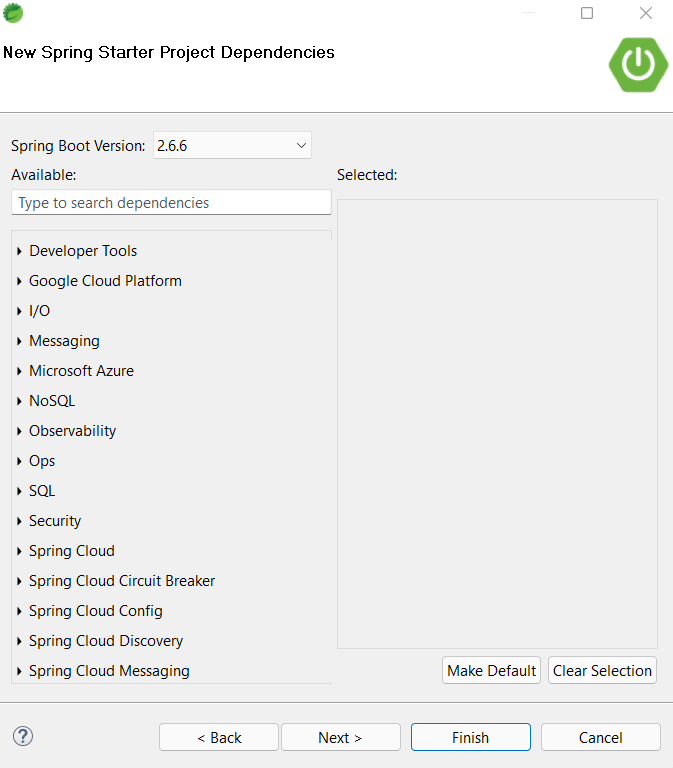 New Spring Starter Project Dependencies
Spring Boot Version: 2.6.6
Available:
Selected:
Type to search dependencies
Developer Tools
Google Cloud Platform
I/O
Messaging
Microsoft Azure
NoSQL
Observability
Ops
SQL
Security
Spring Cloud
Spring Cloud Circuit Breaker
Spring Cloud Config
Spring Cloud Discovery
Spring Cloud Messaging
Make Default
Clear Selection
?
< Back
Next >
Finish
Cancel